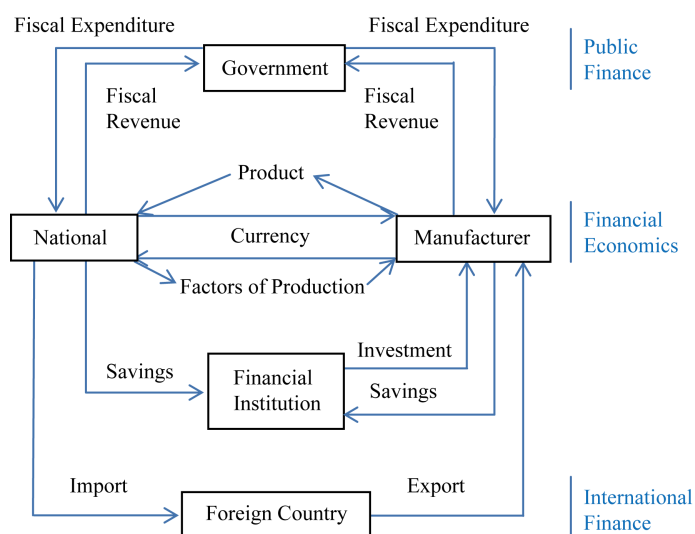 Fiscal Expenditure
Fiscal Expenditure
Government
Public
Finance
Fiscal
Revenue
Fiscal
Revenue
Product
National
Currency
Manufacturer
Financial
Economics
Factors of Production
Savings
Financial
Institution
Investment
Savings
Import
Foreign Country
Export
International
Finance